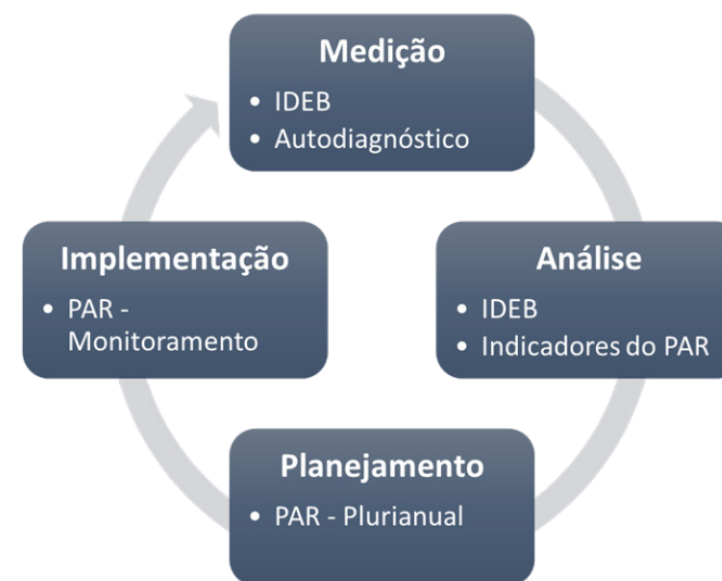 Medição
• IDEB
• Autodiagnóstico
Análise
• IDEB
• Indicadores do PAR
Planejamento
• PAR - Plurianual
Implementação
• PAR -
Monitoramento